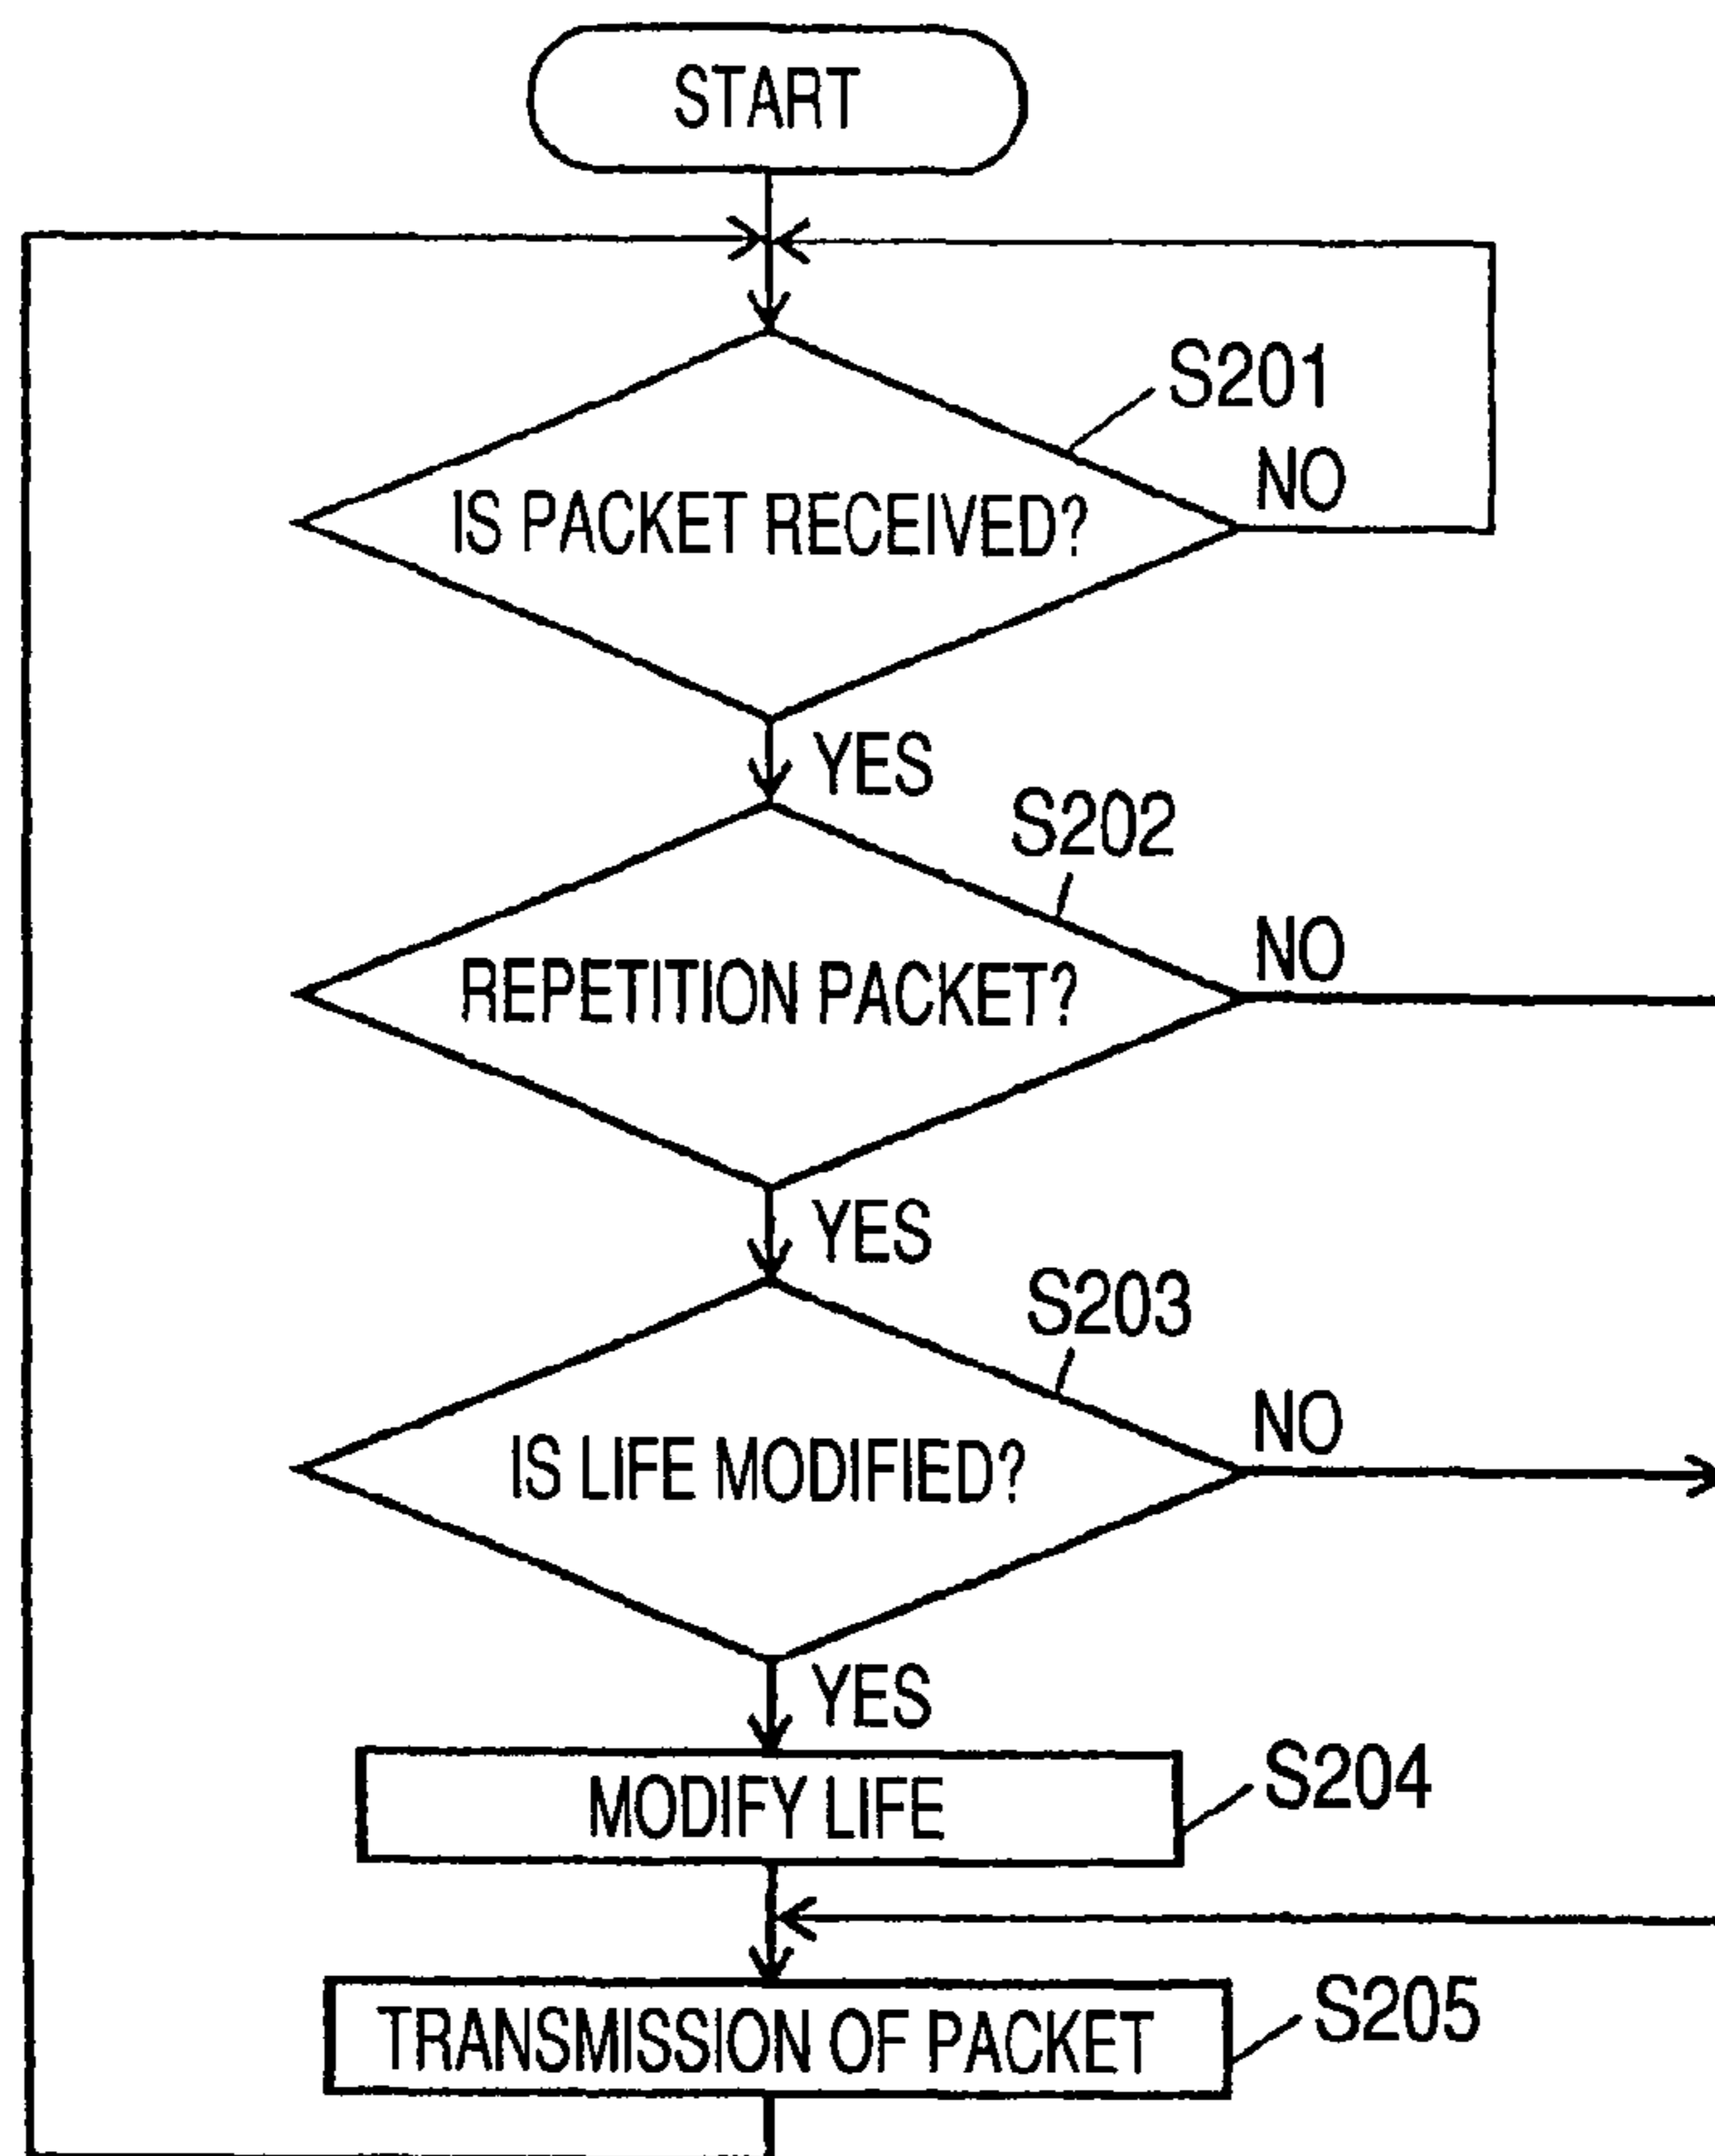 START
S201
NO
IS PACKET RECEIVED?
YES
S202
NO
REPETITION PACKET?
YES
S203
NO
IS LIFE MODIFIED?
YES
MODIFY LIFE
S204
TRANSMISSION OF PACKET
S205